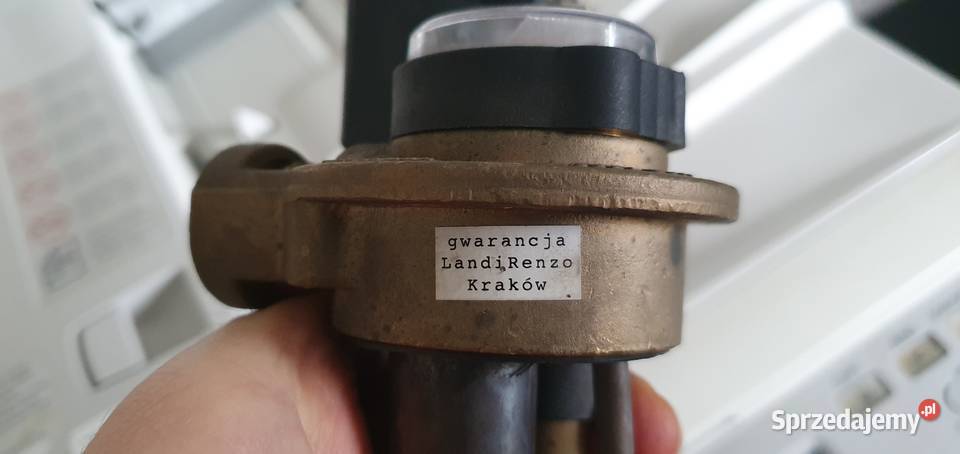 gwarancja
LandiRenzo
Kraków
Sprzedajemy.pl